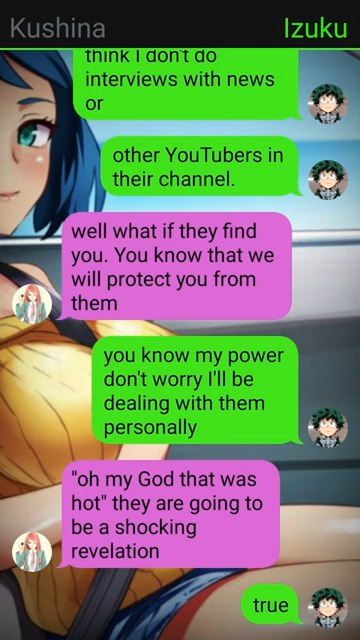 Kushina
Izuku
think I don't do
interviews with news
or
other YouTubers in
their channel.
well what if they find
you. You know that we
will protect you from
them
you know my power
don't worry I'll be
dealing with them
personally
"oh my God that was
hot" they are going to
be a shocking
revelation
true